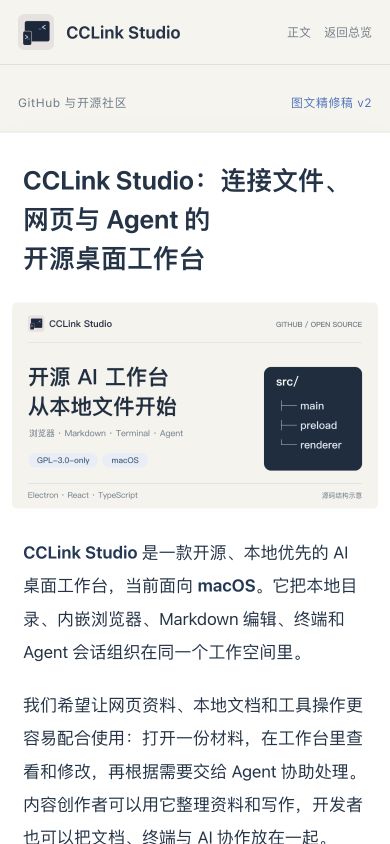 CCLink Studio
正文 返回总览
GitHub 与开源社区
图文精修稿 v2
CCLink Studio：连接文件、
网页与 Agent 的
开源桌面工作台
CCLink Studio
GITHUB / OPEN SOURCE
开源 AI 工作台
从本地文件开始
浏览器 · Markdown · Terminal · Agent
GPL-3.0-only macOS
src/
main
preload
renderer
Electron · React · TypeScript
源码结构示意
CCLink Studio 是一款开源、本地优先的 AI
桌面工作台，当前面向 macOS。它把本地目
录、内嵌浏览器、Markdown 编辑、终端和
Agent 会话组织在同一个工作空间里。
我们希望让网页资料、本地文档和工具操作更
容易配合使用：打开一份材料，在工作台里查
看和修改，再根据需要交给 Agent 协助处理。
内容创作者可以用它整理资料和写作，开发者
也可以把文档、终端与 AI 协作放在一起。